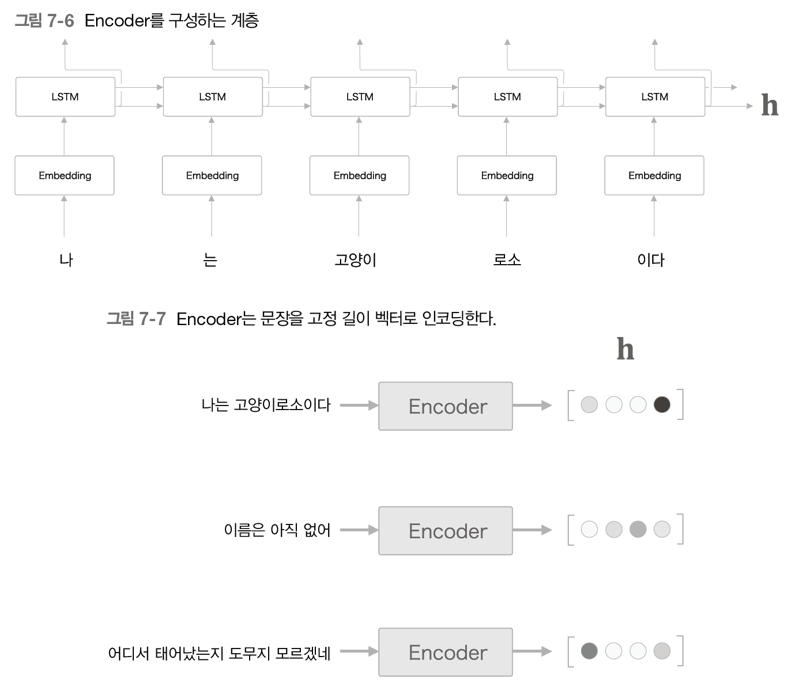 그림 7-6 Encoder를 구성하는 계층
LSTM LSTM LSTM LSTM LSTM
h
Embedding Embedding Embedding Embedding Embedding
나 는 고양이 로소 이다
그림 7-7 Encoder는 문장을 고정 길이 벡터로 인코딩한다.
h
나는 고양이로소이다 Encoder
이름은 아직 없어 Encoder
어디서 태어났는지 도무지 모르겠네 Encoder